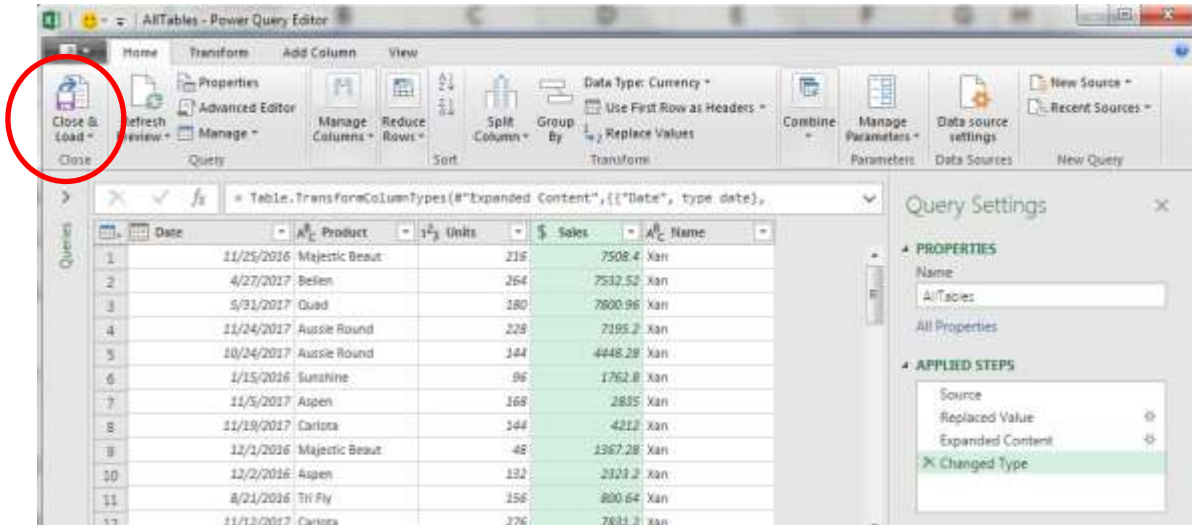 AllTables - Power Query Editor
Home Transform Add Column View
Close & Load
Refresh Preview
Properties
Advanced Editor
Manage
Manage Columns
Reduce Rows
Split Column
Group By
Data Type: Currency
Use First Row as Headers
Replace Values
Combine
Manage Parameters
Data source settings
New Source
Recent Sources
Close Query Sort Transform Parameters Data Sources New Query
= Table.TransformColumnTypes(#"Expanded Content",{{"Date", type date},
Queries
Date Product Units $ Sales Name
1 11/25/2016 Majestic Beaut 216 7508.4 Xan
2 4/27/2017 Bellen 264 7532.52 Xan
3 5/31/2017 Quad 180 7800.96 Xan
4 11/24/2017 Aussie Round 228 7195.2 Xan
5 10/24/2017 Aussie Round 144 4448.28 Xan
6 1/15/2016 Sunshine 96 1762.8 Xan
7 11/5/2017 Aspen 168 2835 Xan
8 11/19/2017 Carlota 144 4212 Xan
9 12/1/2016 Majestic Beaut 48 1367.28 Xan
10 12/2/2016 Aspen 132 2323.2 Xan
11 8/21/2016 Tri Fly 156 800.64 Xan
12 11/12/2017 Carlota 276 7831.2 Xan
Query Settings
PROPERTIES
Name
AllTables
All Properties
APPLIED STEPS
Source
Replaced Value
Expanded Content
Changed Type